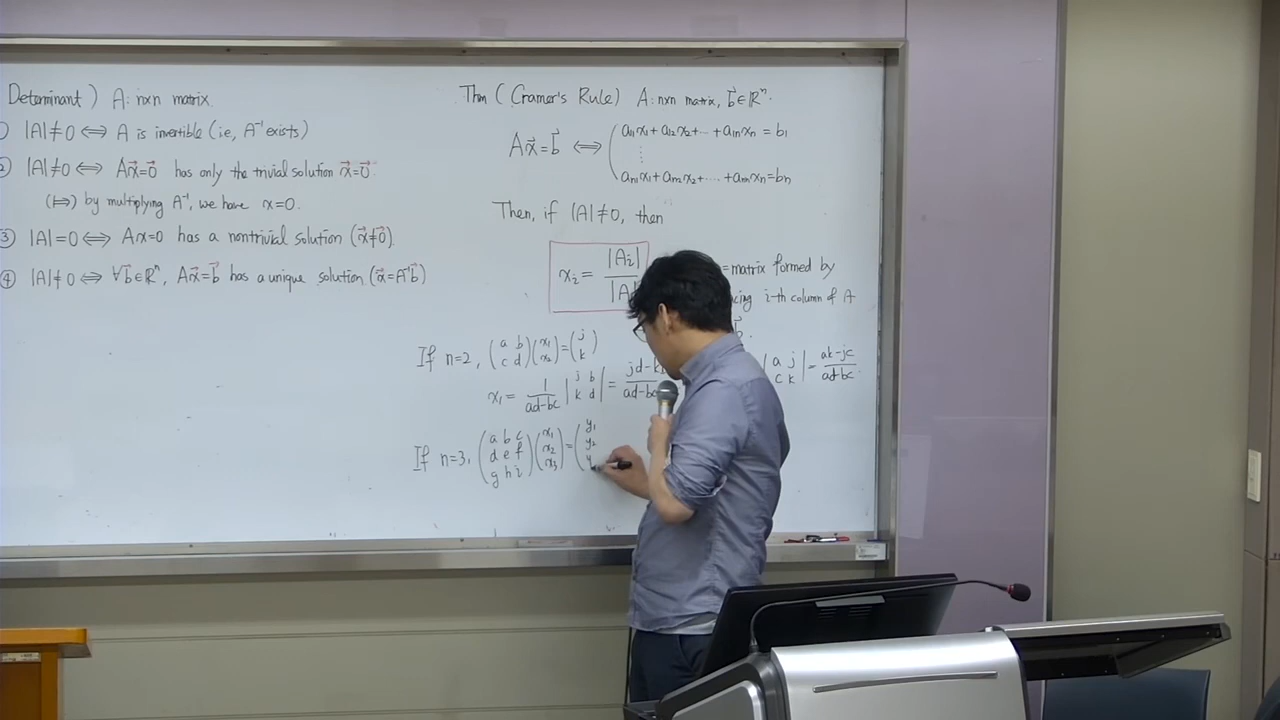 Determinant) A: n×n matrix.
① |A|≠0 ⟺ A is invertible (i.e, A⁻¹ exists)
② |A|≠0 ⟺ Ax⃗=0⃗ has only the trivial solution x⃗=0⃗.
(⟹) by multiplying A⁻¹, we have x=0.
③ |A|=0 ⟺ Ax=0 has a nontrivial solution (x⃗≠0⃗).
④ |A|≠0 ⟺ ∀b⃗∈ℝⁿ, Ax⃗=b⃗ has a unique solution (x⃗=A⁻¹b⃗)
Thm (Cramer's Rule) A: n×n matrix, b⃗∈ℝⁿ.
a₁₁x₁+a₁₂x₂+⋯+a₁ₙxₙ=b₁
Ax⃗=b⃗ ⟺ ( ⋮
aₙ₁x₁+aₙ₂x₂+⋯+aₙₙxₙ=bₙ
Then, if |A|≠0, then
xᵢ = |Aᵢ| / |A
=matrix formed by
cing i-th column of A
b⃗.
If n=2, (a b; c d)(x₁; x₂)=(j; k)
x₁ = 1/(ad-bc) |j b; k d| = jd-k / ad-bc
|a j; c k| = (ak-jc)/(ad-bc).
If n=3, (a b c; d e f; g h i)(x₁; x₂; x₃)=(y₁; y₂; y